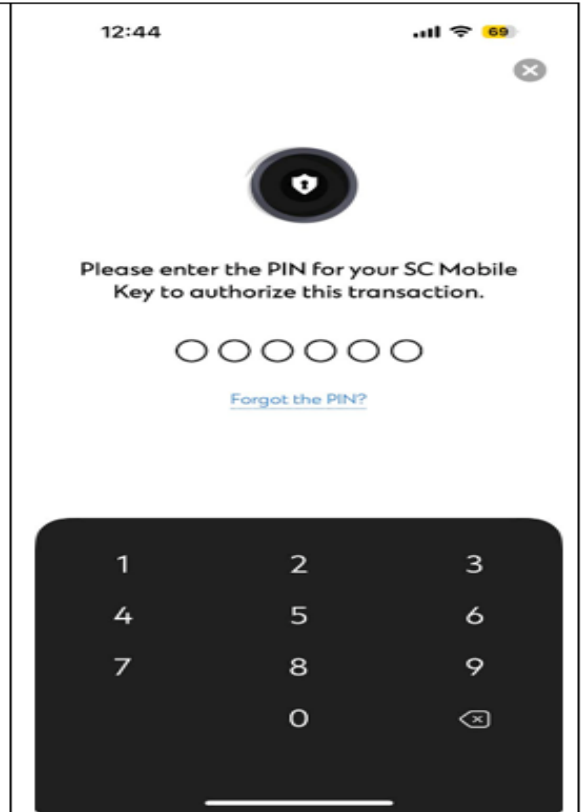 12:44
69
Please enter the PIN for your SC Mobile
Key to authorize this transaction.
Forgot the PIN?
1 2 3
4 5 6
7 8 9
0